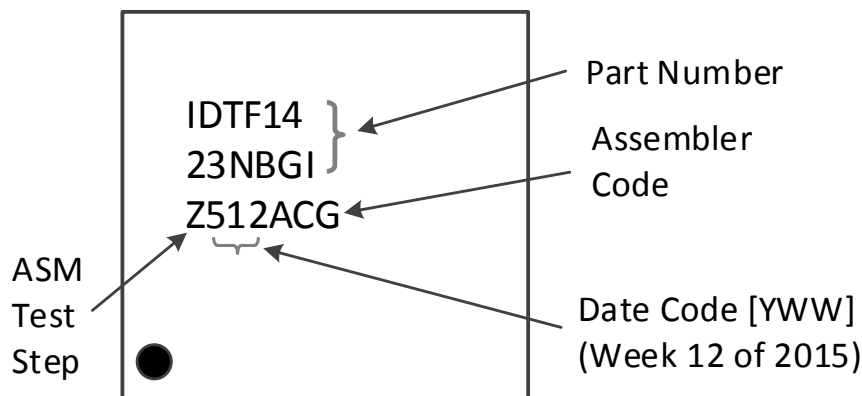 IDTF14
23NBGI
Z512ACG
Part Number
Assembler
Code
ASM
Test
Step
Date Code [YWW]
(Week 12 of 2015)